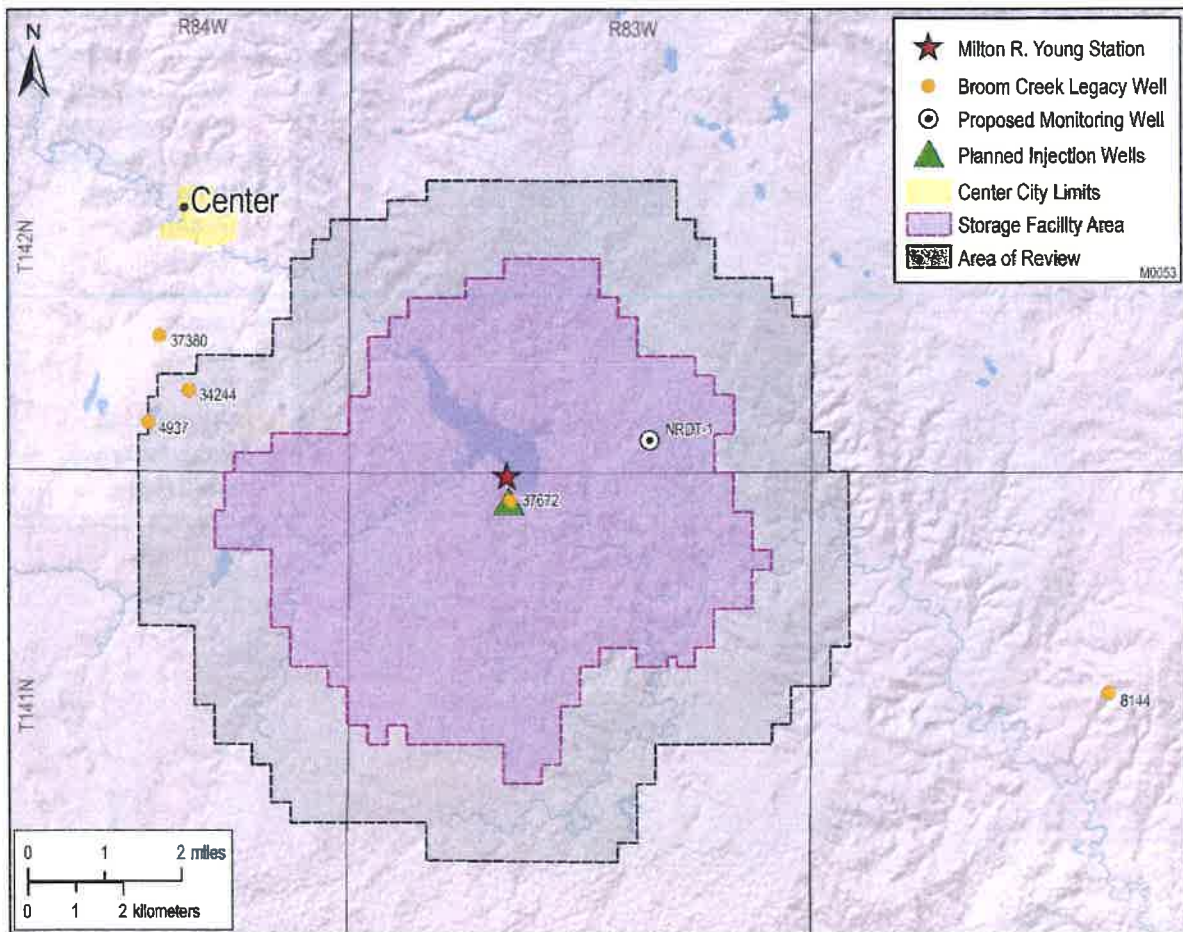 R84W
R83W
N
Milton R. Young Station
Broom Creek Legacy Well
Proposed Monitoring Well
Planned Injection Wells
Center City Limits
Storage Facility Area
Area of Review
M0053
Center
T142N
37380
34244
4937
NRDT-1
37672
T141N
8144
0 1 2 miles
0 1 2 kilometers